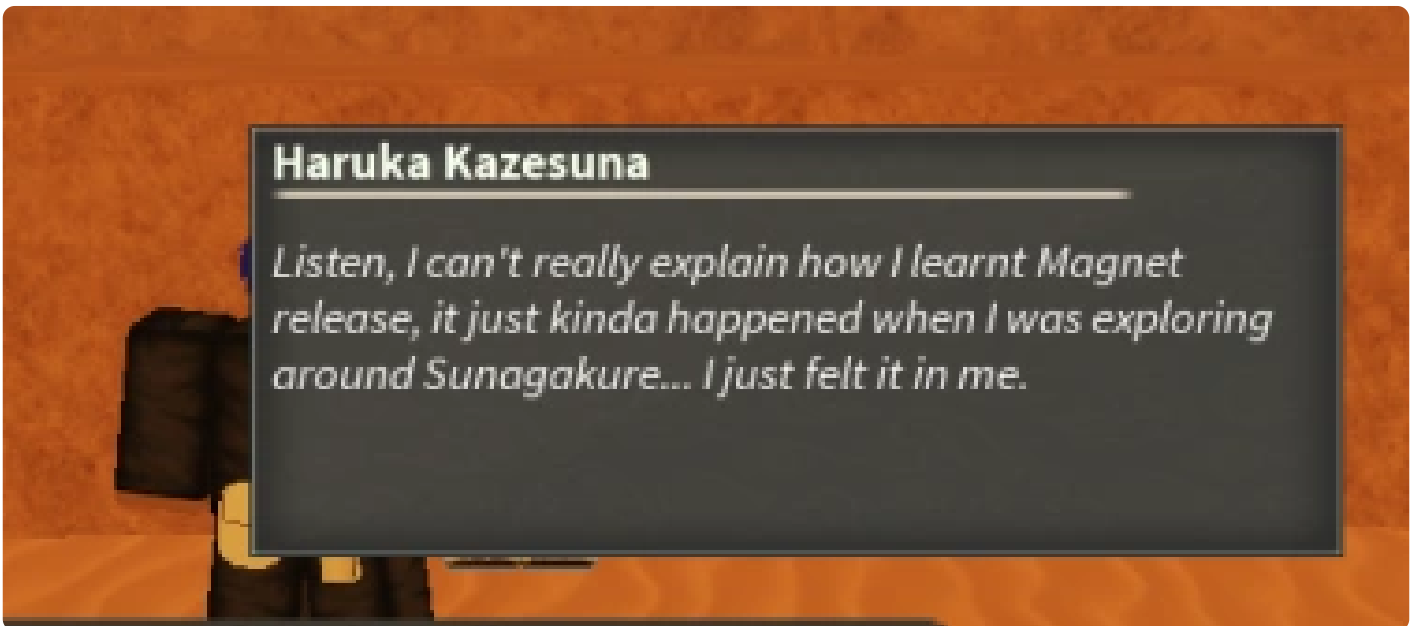 Haruka Kazesuna
Listen, I can't really explain how I learnt Magnet
release, it just kinda happened when I was exploring
around Sunagakure... I just felt it in me.